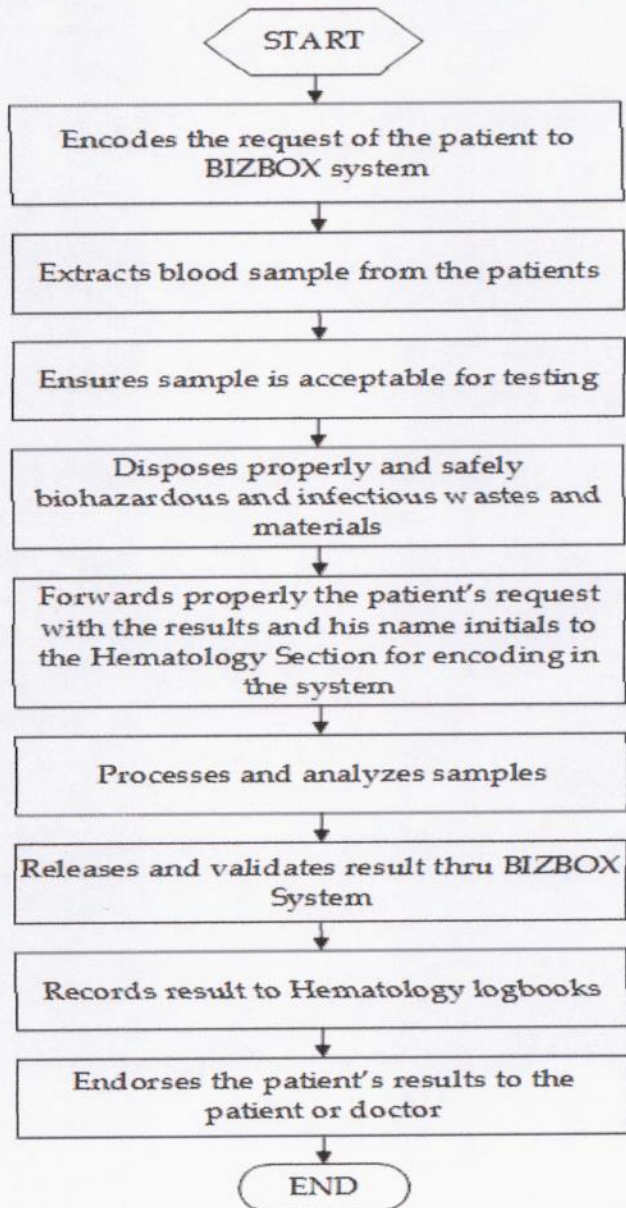 START
Encodes the request of the patient to
BIZBOX system
Extracts blood sample from the patients
Ensures sample is acceptable for testing
Disposes properly and safely
biohazardous and infectious wastes and
materials
Forwards properly the patient's request
with the results and his name initials to
the Hematology Section for encoding in
the system
Processes and analyzes samples
Releases and validates result thru BIZBOX
System
Records result to Hematology logbooks
Endorses the patient's results to the
patient or doctor
END